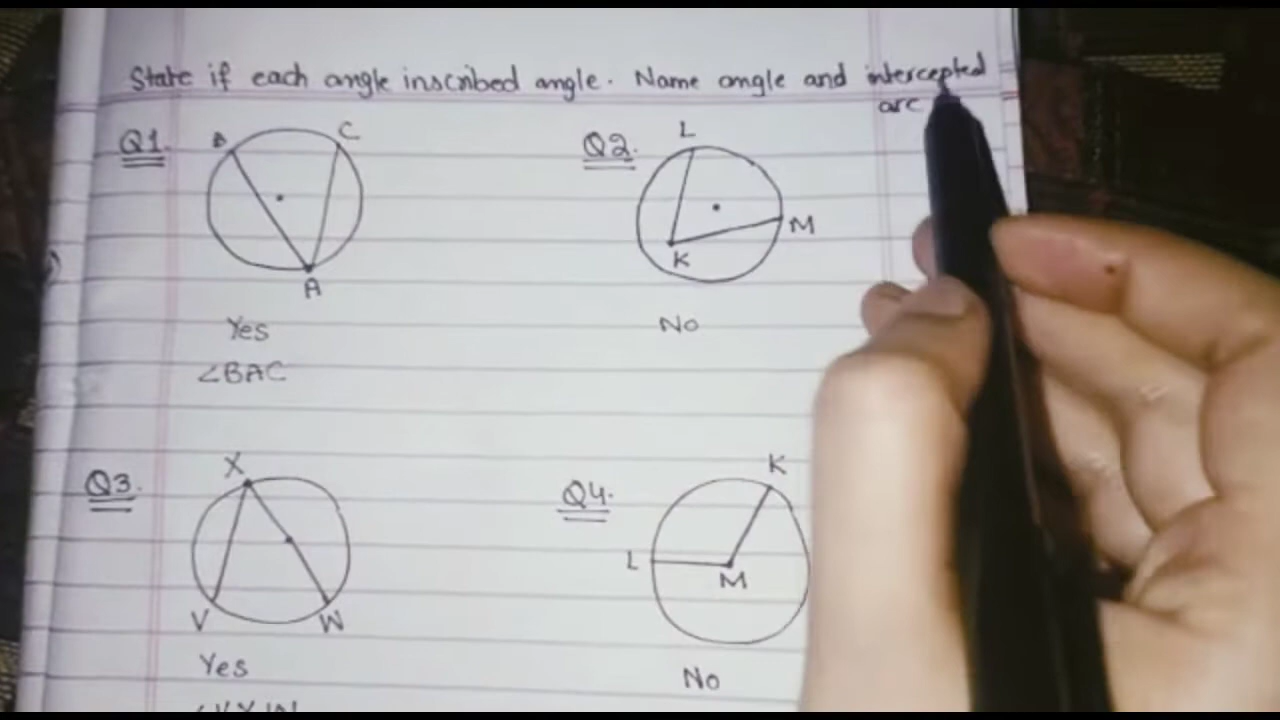 State if each angle inscribed angle. Name angle and intercepted
arc
Q1. B C
A
Yes
∠BAC
Q2. L
M
K
No
Q3. X
V W
Yes
∠VXW
Q4. K
L
M
No